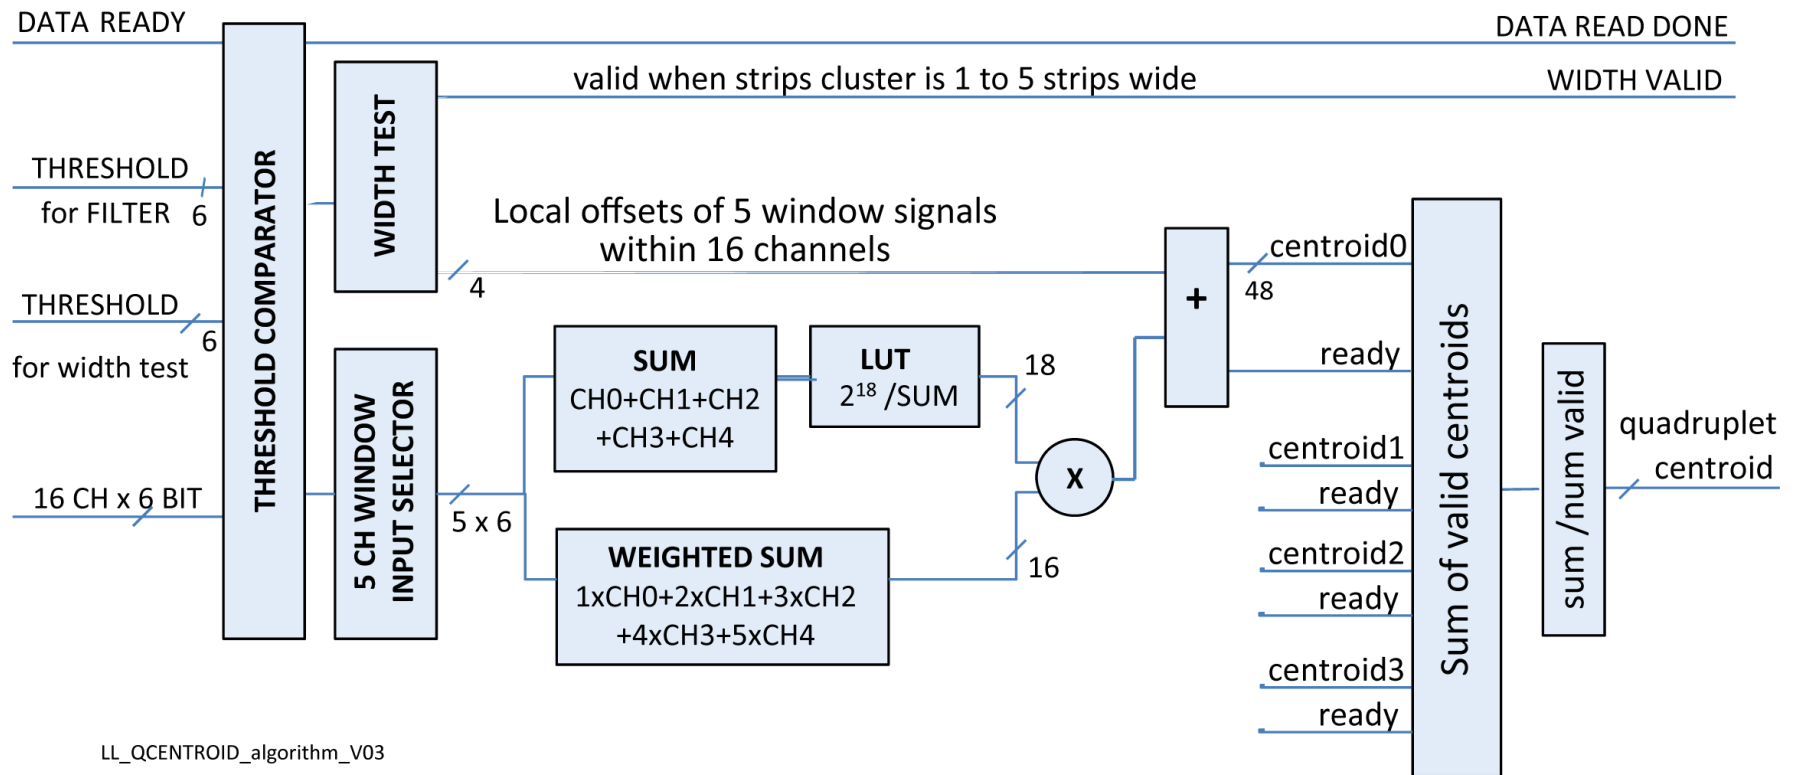 DATA READY
DATA READ DONE
valid when strips cluster is 1 to 5 strips wide
WIDTH VALID
THRESHOLD
for FILTER
6
THRESHOLD
6
for width test
16 CH x 6 BIT
THRESHOLD COMPARATOR
WIDTH TEST
Local offsets of 5 window signals
within 16 channels
4
5 CH WINDOW
INPUT SELECTOR
5 x 6
SUM
CH0+CH1+CH2
+CH3+CH4
LUT
2¹⁸ /SUM
18
WEIGHTED SUM
1xCH0+2xCH1+3xCH2
+4xCH3+5xCH4
16
X
+
centroid0
48
ready
centroid1
ready
centroid2
ready
centroid3
ready
Sum of valid centroids
sum /num valid
quadruplet
centroid
LL_QCENTROID_algorithm_V03